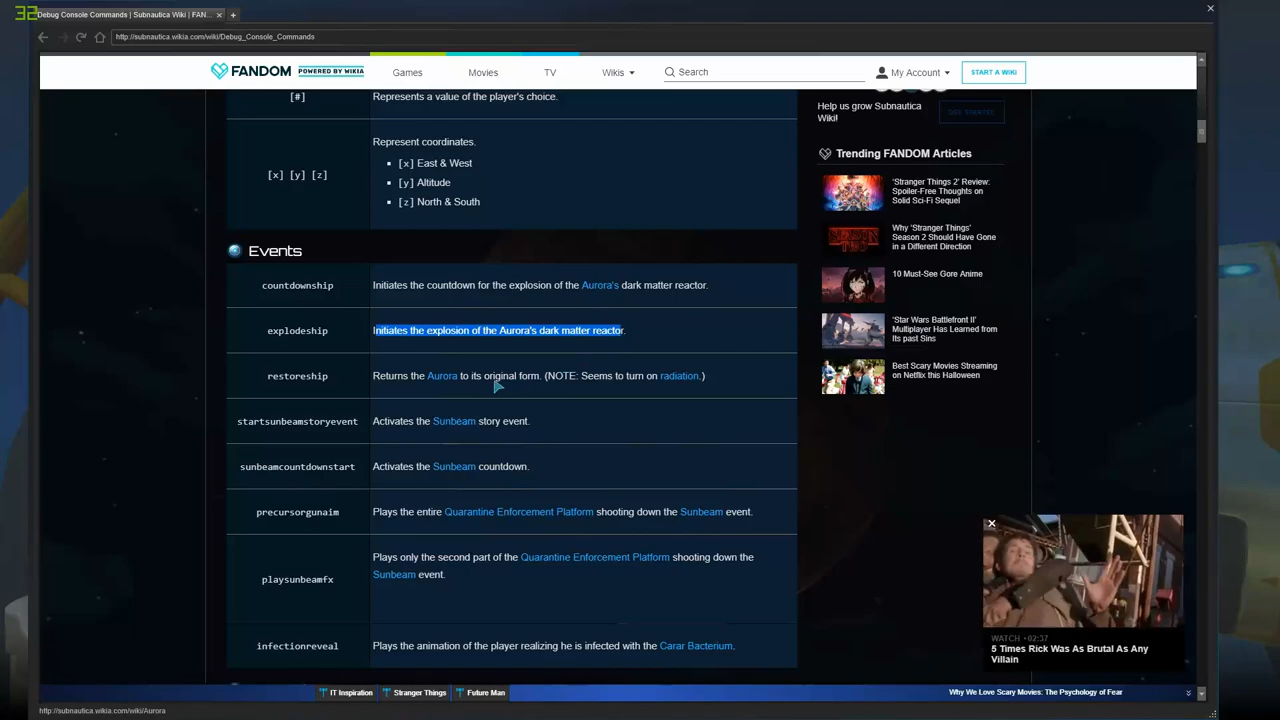 32
Debug Console Commands | Subnautica Wiki | FAN...
http://subnautica.wikia.com/wiki/Debug_Console_Commands
FANDOM POWERED BY WIKIA Games Movies TV Wikis Search My Account START A WIKI
[#] Represents a value of the player's choice.
[x] [y] [z] Represent coordinates.
[x] East & West
[y] Altitude
[z] North & South
Events
countdownship Initiates the countdown for the explosion of the Aurora's dark matter reactor.
explodeship Initiates the explosion of the Aurora's dark matter reactor.
restoreship Returns the Aurora to its original form. (NOTE: Seems to turn on radiation.)
startsunbeamstoryevent Activates the Sunbeam story event.
sunbeamcountdownstart Activates the Sunbeam countdown.
precursorgunaim Plays the entire Quarantine Enforcement Platform shooting down the Sunbeam event.
playsunbeamfx Plays only the second part of the Quarantine Enforcement Platform shooting down the
Sunbeam event.
infectionreveal Plays the animation of the player realizing he is infected with the Carar Bacterium.
Help us grow Subnautica
Wiki!
GET STARTED
Trending FANDOM Articles
'Stranger Things 2' Review:
Spoiler-Free Thoughts on
Solid Sci-Fi Sequel
Why 'Stranger Things'
Season 2 Should Have Gone
in a Different Direction
10 Must-See Gore Anime
'Star Wars Battlefront II'
Multiplayer Has Learned from
Its past Sins
Best Scary Movies Streaming
on Netflix this Halloween
WATCH • 02:37
5 Times Rick Was As Brutal As Any
Villain
IT Inspiration Stranger Things Future Man Why We Love Scary Movies: The Psychology of Fear
http://subnautica.wikia.com/wiki/Aurora